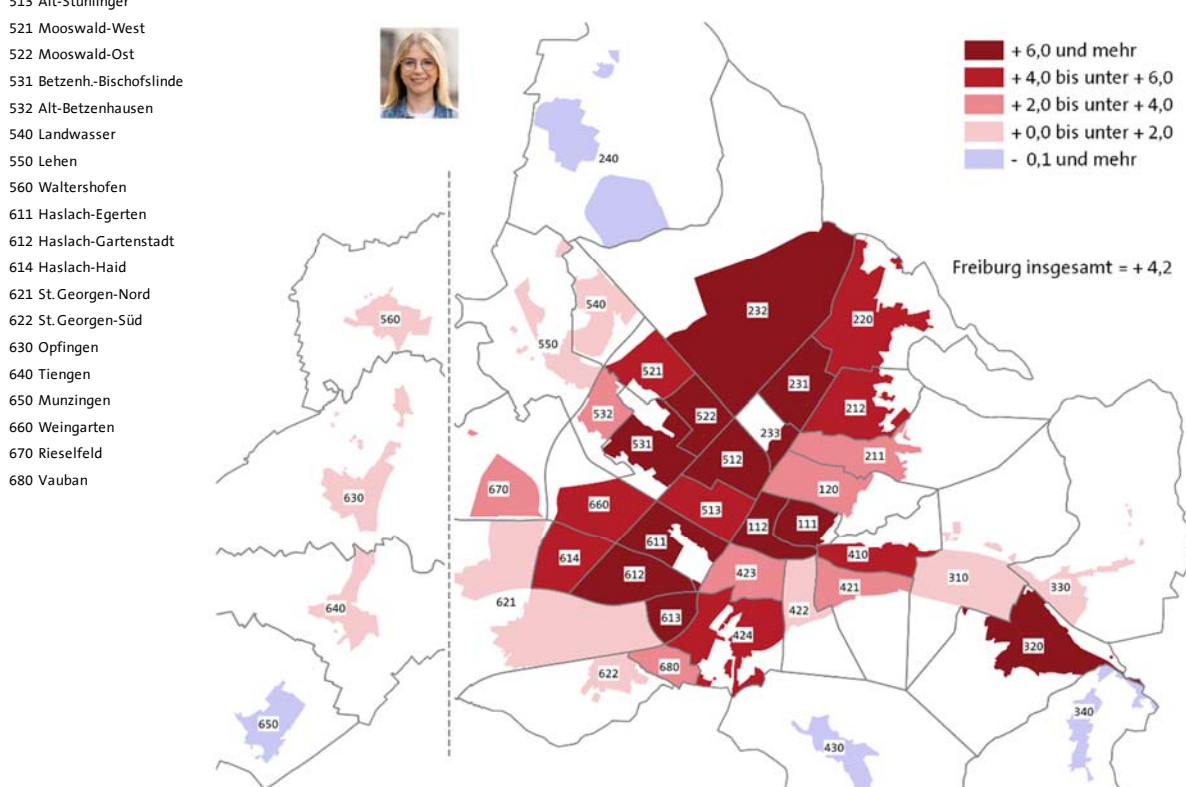 513 Alt-Stühlinger
521 Mooswald-West
522 Mooswald-Ost
531 Betzenh.-Bischofslinde
532 Alt-Betzenhausen
540 Landwasser
550 Lehen
560 Waltershofen
611 Haslach-Egerten
612 Haslach-Gartenstadt
614 Haslach-Haid
621 St. Georgen-Nord
622 St. Georgen-Süd
630 Opfingen
640 Tiengen
650 Munzingen
660 Weingarten
670 Rieselfeld
680 Vauban
+ 6,0 und mehr
+ 4,0 bis unter + 6,0
+ 2,0 bis unter + 4,0
+ 0,0 bis unter + 2,0
- 0,1 und mehr
Freiburg insgesamt = + 4,2
240
540
232
220
560
550
521
231
532
522
212
531
233
512
211
670
120
630
660
513
112
111
611
410
614
612
423
310
421
330
640
621
422
613
424
320
622
680
650
340
430